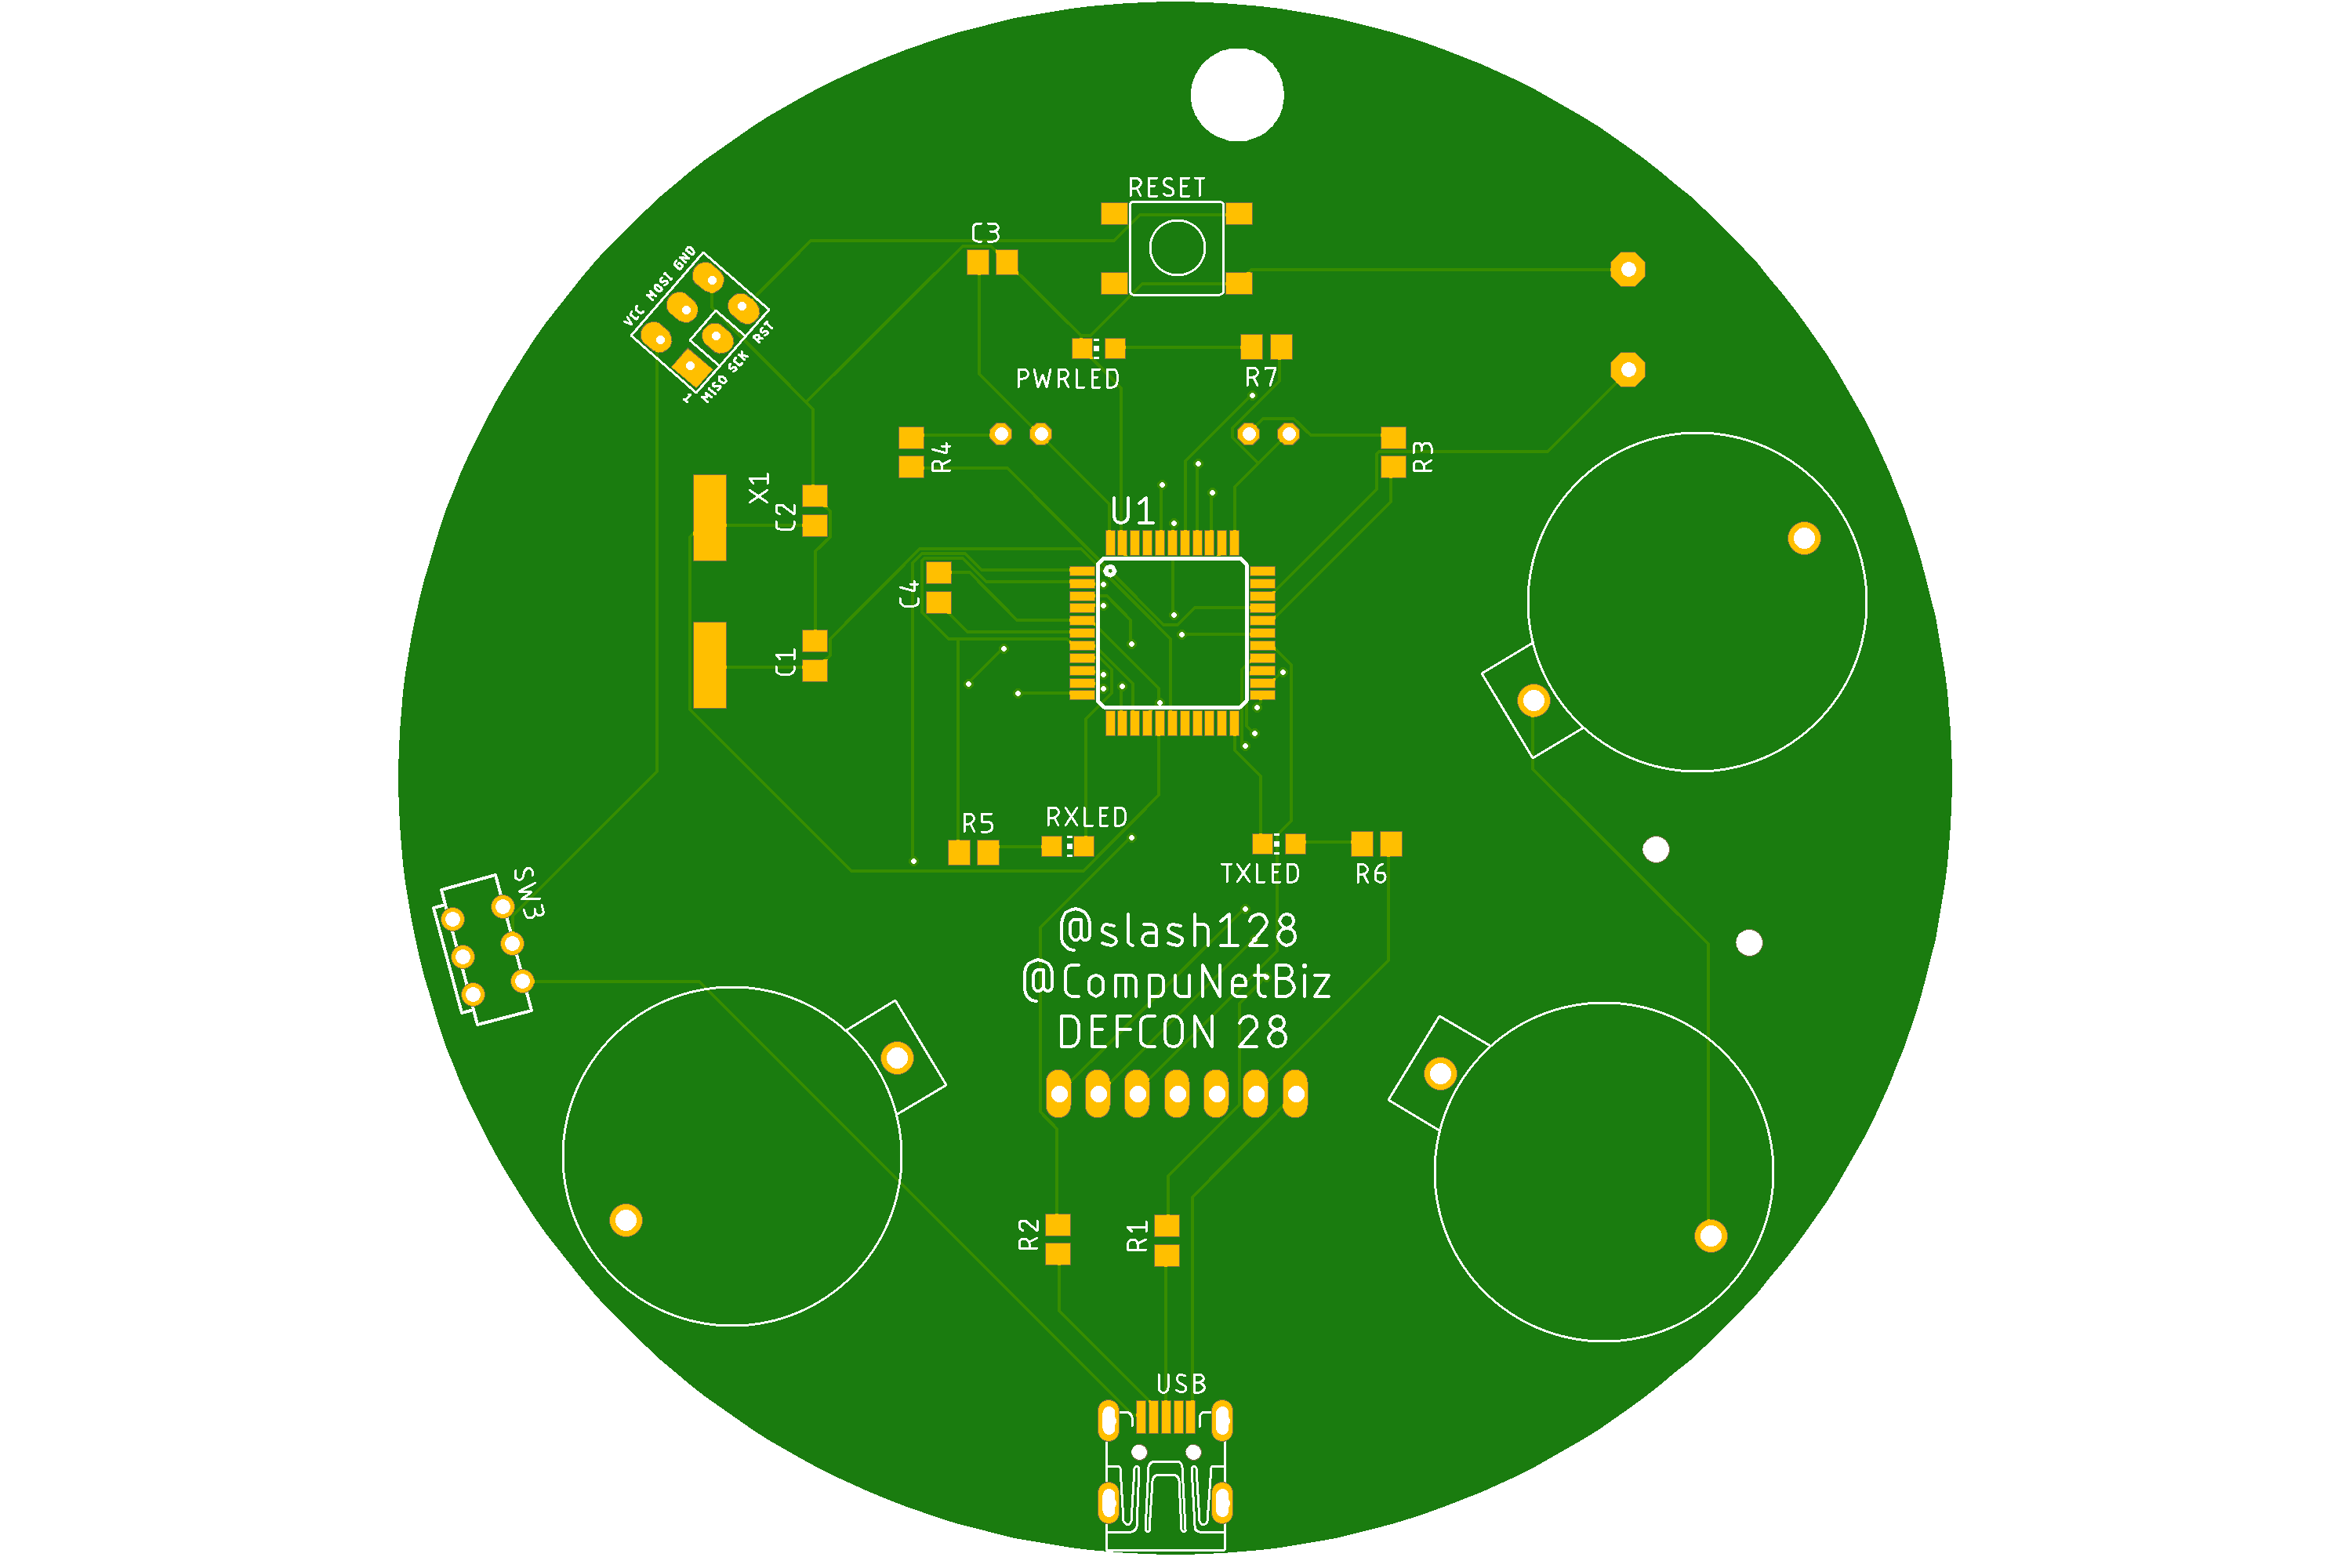 RESET
C3
VCC MOSI GND
1 MISO SCK RST
PWRLED
R7
R4
R3
X1
C2
U1
C4
C1
R5
RXLED
TXLED
R6
SW3
@slash128
@CompuNetBiz
DEFCON 28
R2
R1
USB